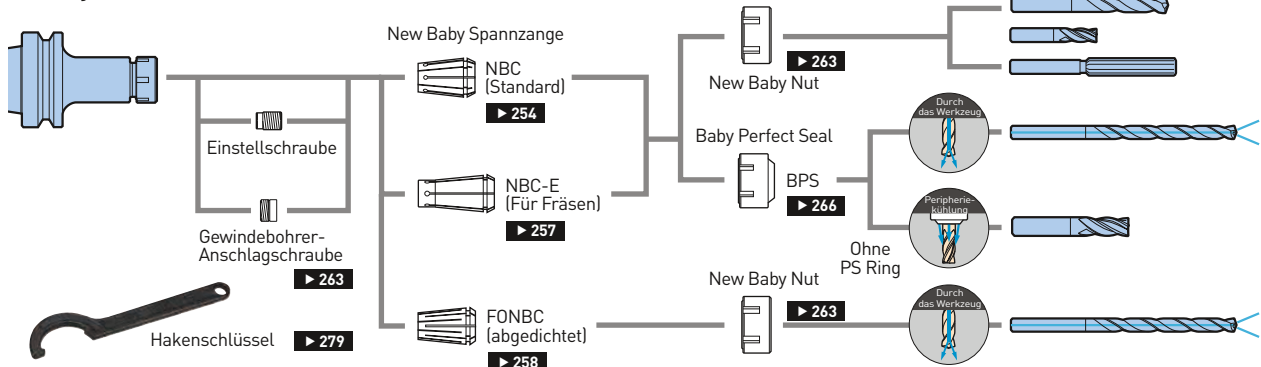 New Baby Spannzange
NBC
(Standard)
▶ 254
Einstellschraube
NBC-E
(Für Fräsen)
▶ 257
Gewindebohrer-
Anschlagschraube
▶ 263
Hakenschlüssel ▶ 279
FONBC
(abgedichtet)
▶ 258
▶ 263
New Baby Nut
Baby Perfect Seal
BPS
▶ 266
Durch
das Werkzeug
Peripherie-
kühlung
Ohne
PS Ring
New Baby Nut
▶ 263
Durch
das Werkzeug